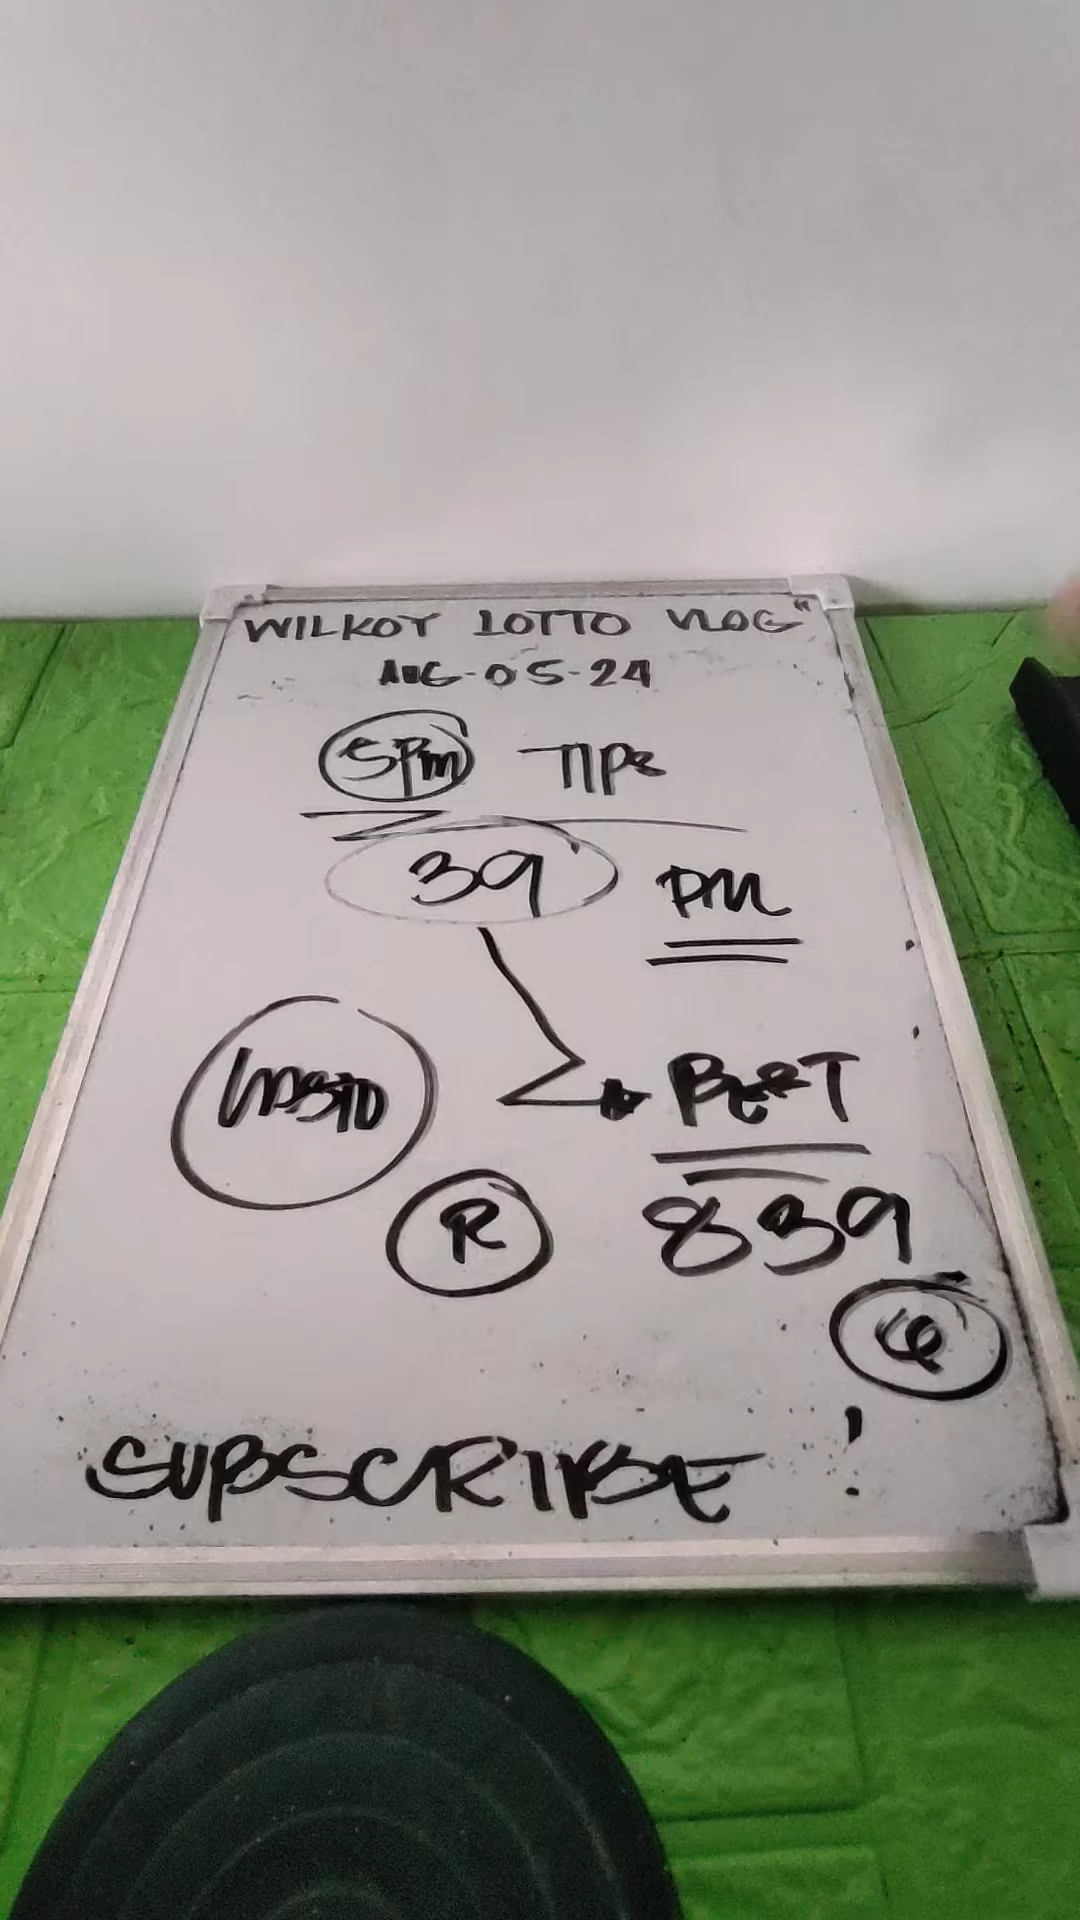 WILKOY LOTTO VLOG"
AUG-05-24
5pm TIPS
39 PM
BEST
R 839
SUBSCRIBE !